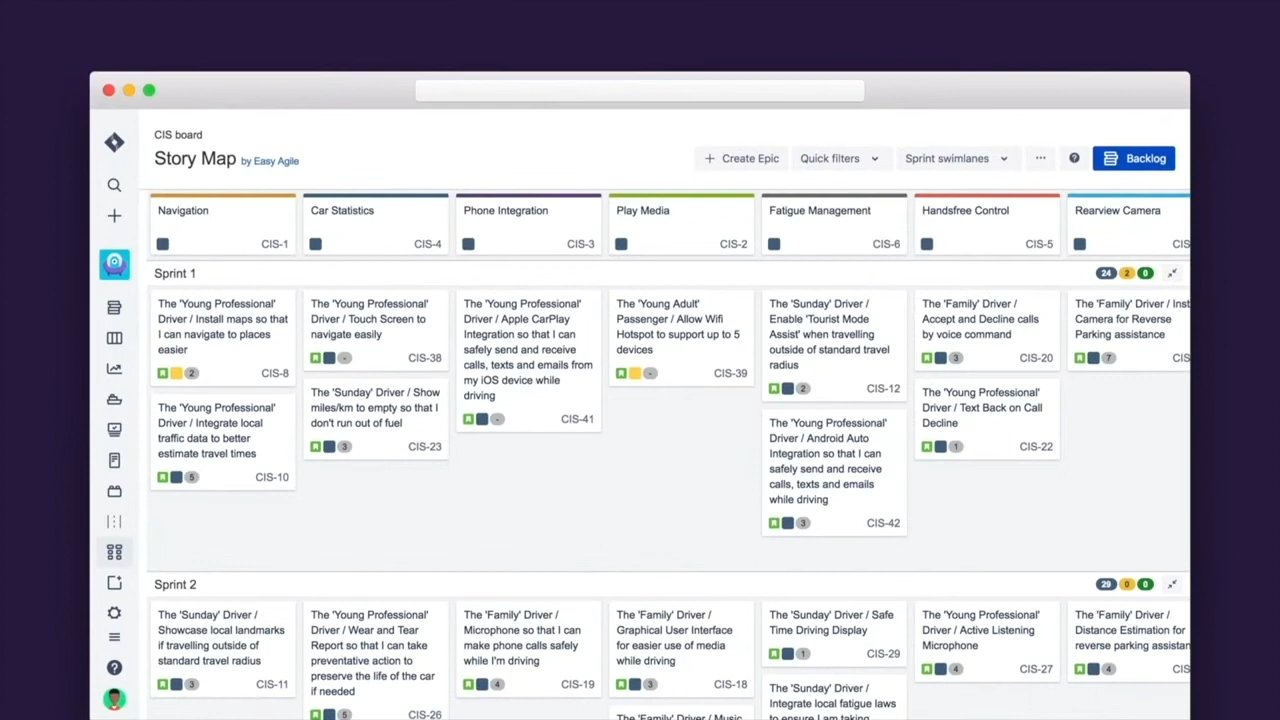 CIS board
Story Map by Easy Agile
Create Epic
Quick filters
Sprint swimlanes
Backlog
Navigation
CIS-1
Car Statistics
CIS-4
Phone Integration
CIS-3
Play Media
CIS-2
Fatigue Management
CIS-6
Handsfree Control
CIS-5
Rearview Camera
CIS
Sprint 1
24 2 0
The 'Young Professional'
Driver / Install maps so that
I can navigate to places
easier
2 CIS-8
The 'Young Professional'
Driver / Integrate local
traffic data to better
estimate travel times
5 CIS-10
The 'Young Professional'
Driver / Touch Screen to
navigate easily
- CIS-38
The 'Sunday' Driver / Show
miles/km to empty so that I
don't run out of fuel
3 CIS-23
The 'Young Professional'
Driver / Apple CarPlay
Integration so that I can
safely send and receive
calls, texts and emails from
my iOS device while
driving
- CIS-41
The 'Young Adult'
Passenger / Allow Wifi
Hotspot to support up to 5
devices
- CIS-39
The 'Sunday' Driver /
Enable 'Tourist Mode
Assist' when travelling
outside of standard travel
radius
2 CIS-12
The 'Young Professional'
Driver / Android Auto
Integration so that I can
safely send and receive
calls, texts and emails
while driving
3 CIS-42
The 'Family' Driver /
Accept and Decline calls
by voice command
3 CIS-20
The 'Young Professional'
Driver / Text Back on Call
Decline
1 CIS-22
The 'Family' Driver / Inst
Camera for Reverse
Parking assistance
7 CIS
Sprint 2
29 0 0
The 'Sunday' Driver /
Showcase local landmarks
if travelling outside of
standard travel radius
3 CIS-11
The 'Young Professional'
Driver / Wear and Tear
Report so that I can take
preventative action to
preserve the life of the car
if needed
5 CIS-26
The 'Family' Driver /
Microphone so that I can
make phone calls safely
while I'm driving
4 CIS-19
The 'Family' Driver /
Graphical User Interface
for easier use of media
while driving
3 CIS-18
The 'Family' Driver / Music
The 'Sunday' Driver / Safe
Time Driving Display
1 CIS-29
The 'Sunday' Driver /
Integrate local fatigue laws
to ensure I am taking
The 'Young Professional'
Driver / Active Listening
Microphone
4 CIS-27
The 'Family' Driver /
Distance Estimation for
reverse parking assistan
4 CIS